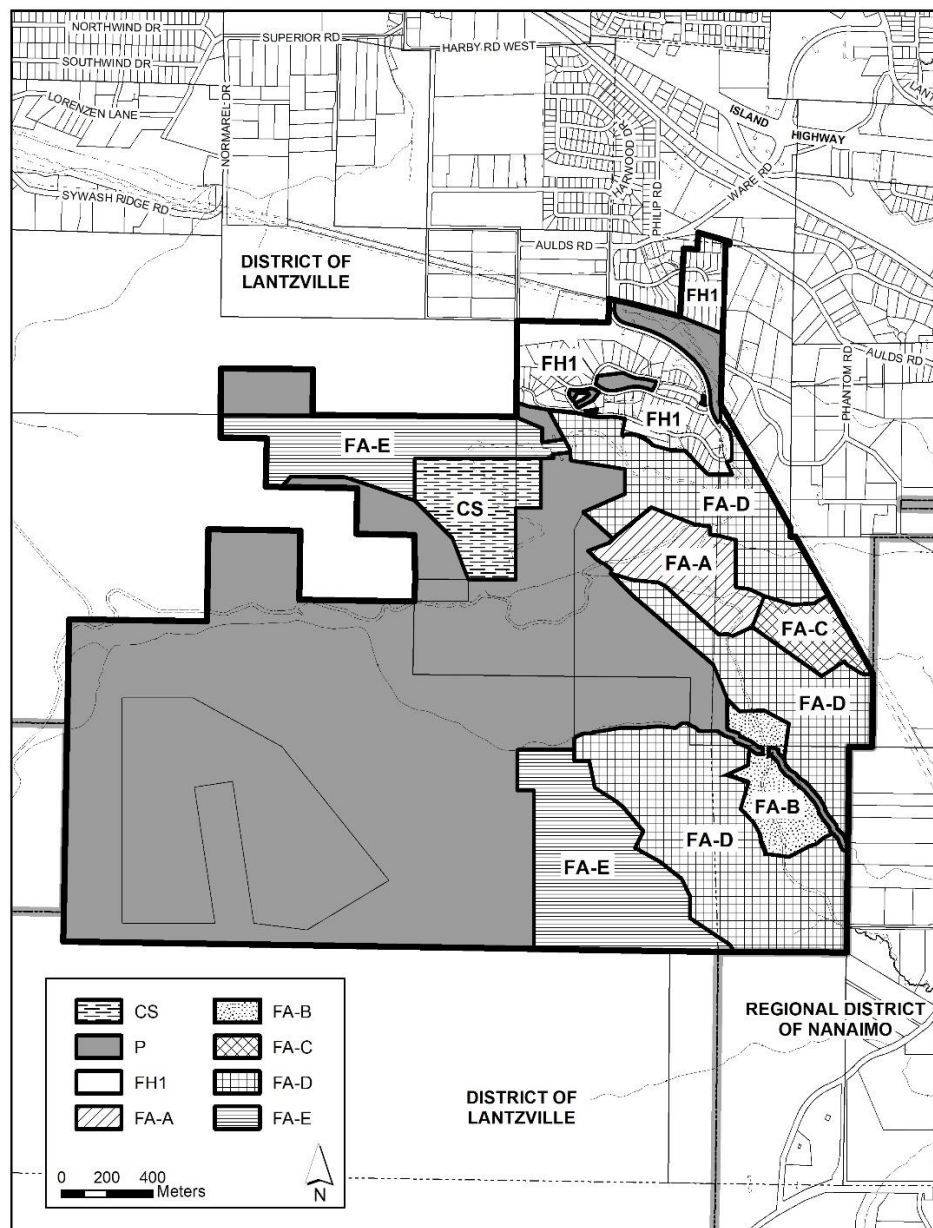 NORTHWIND DR
SUPERIOR RD
HARBY RD WEST
SOUTHWIND DR
LORENZEN LANE
NORMAREL DR
ISLAND HIGHWAY
HARWOOD DR
PHILIP RD
WARE RD
SYWASH RIDGE RD
AULDS RD
DISTRICT OF
LANTZVILLE
FH1
AULDS RD
PHANTOM RD
FH1
FH1
FA-E
CS
FA-D
FA-A
FA-C
FA-D
FA-B
FA-D
FA-E
REGIONAL DISTRICT
OF NANAIMO
DISTRICT OF
LANTZVILLE
CS
FA-B
P
FA-C
FH1
FA-D
FA-A
FA-E
0 200 400
Meters
N